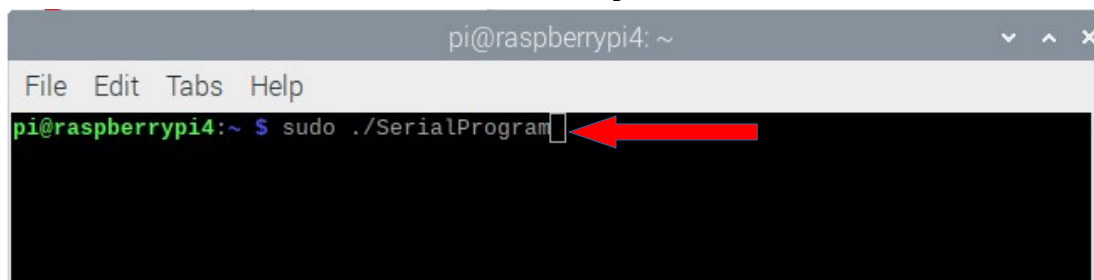 pi@raspberrypi4: ~
File Edit Tabs Help
pi@raspberrypi4:~ $ sudo ./SerialProgram